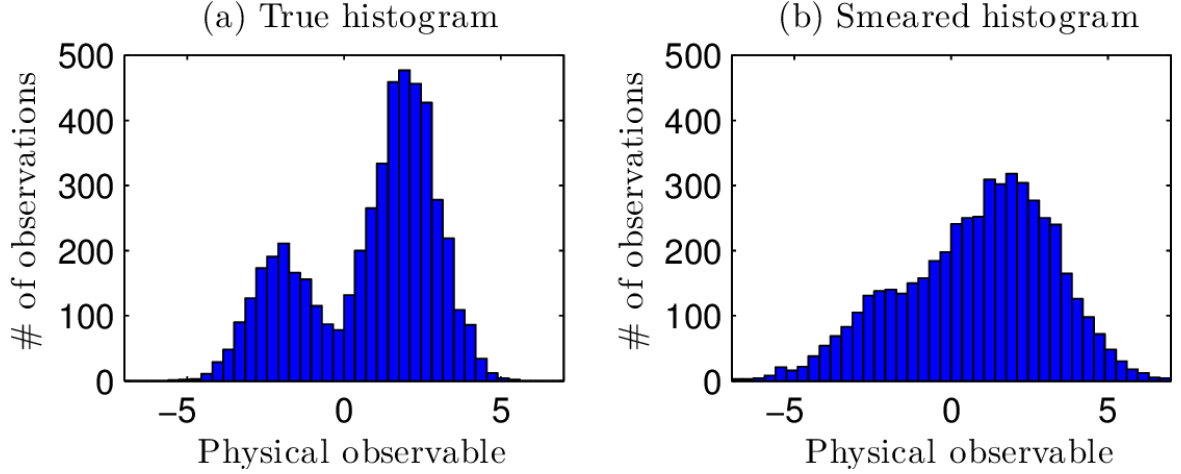 (a) True histogram
# of observations
500
400
300
200
100
0
−5 0 5
Physical observable
(b) Smeared histogram
# of observations
500
400
300
200
100
0
−5 0 5
Physical observable